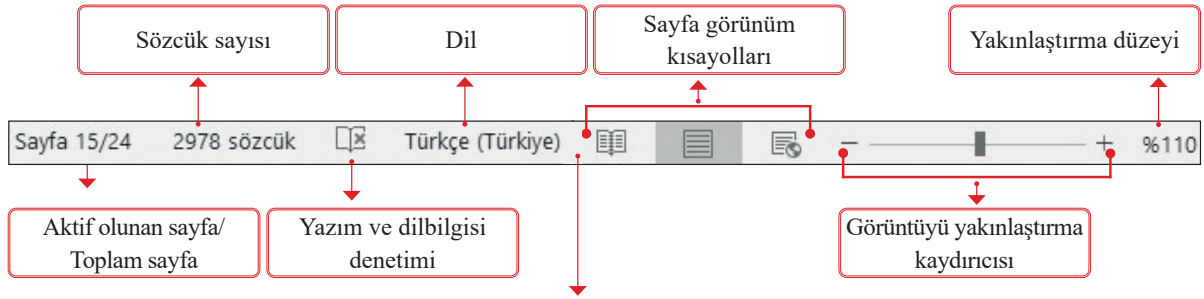 Sözcük sayısı
Dil
Sayfa görünüm
kısayolları
Yakınlaştırma düzeyi
Sayfa 15/24 2978 sözcük Türkçe (Türkiye) %110
Aktif olunan sayfa/
Toplam sayfa
Yazım ve dilbilgisi
denetimi
Görüntüyü yakınlaştırma
kaydırıcısı